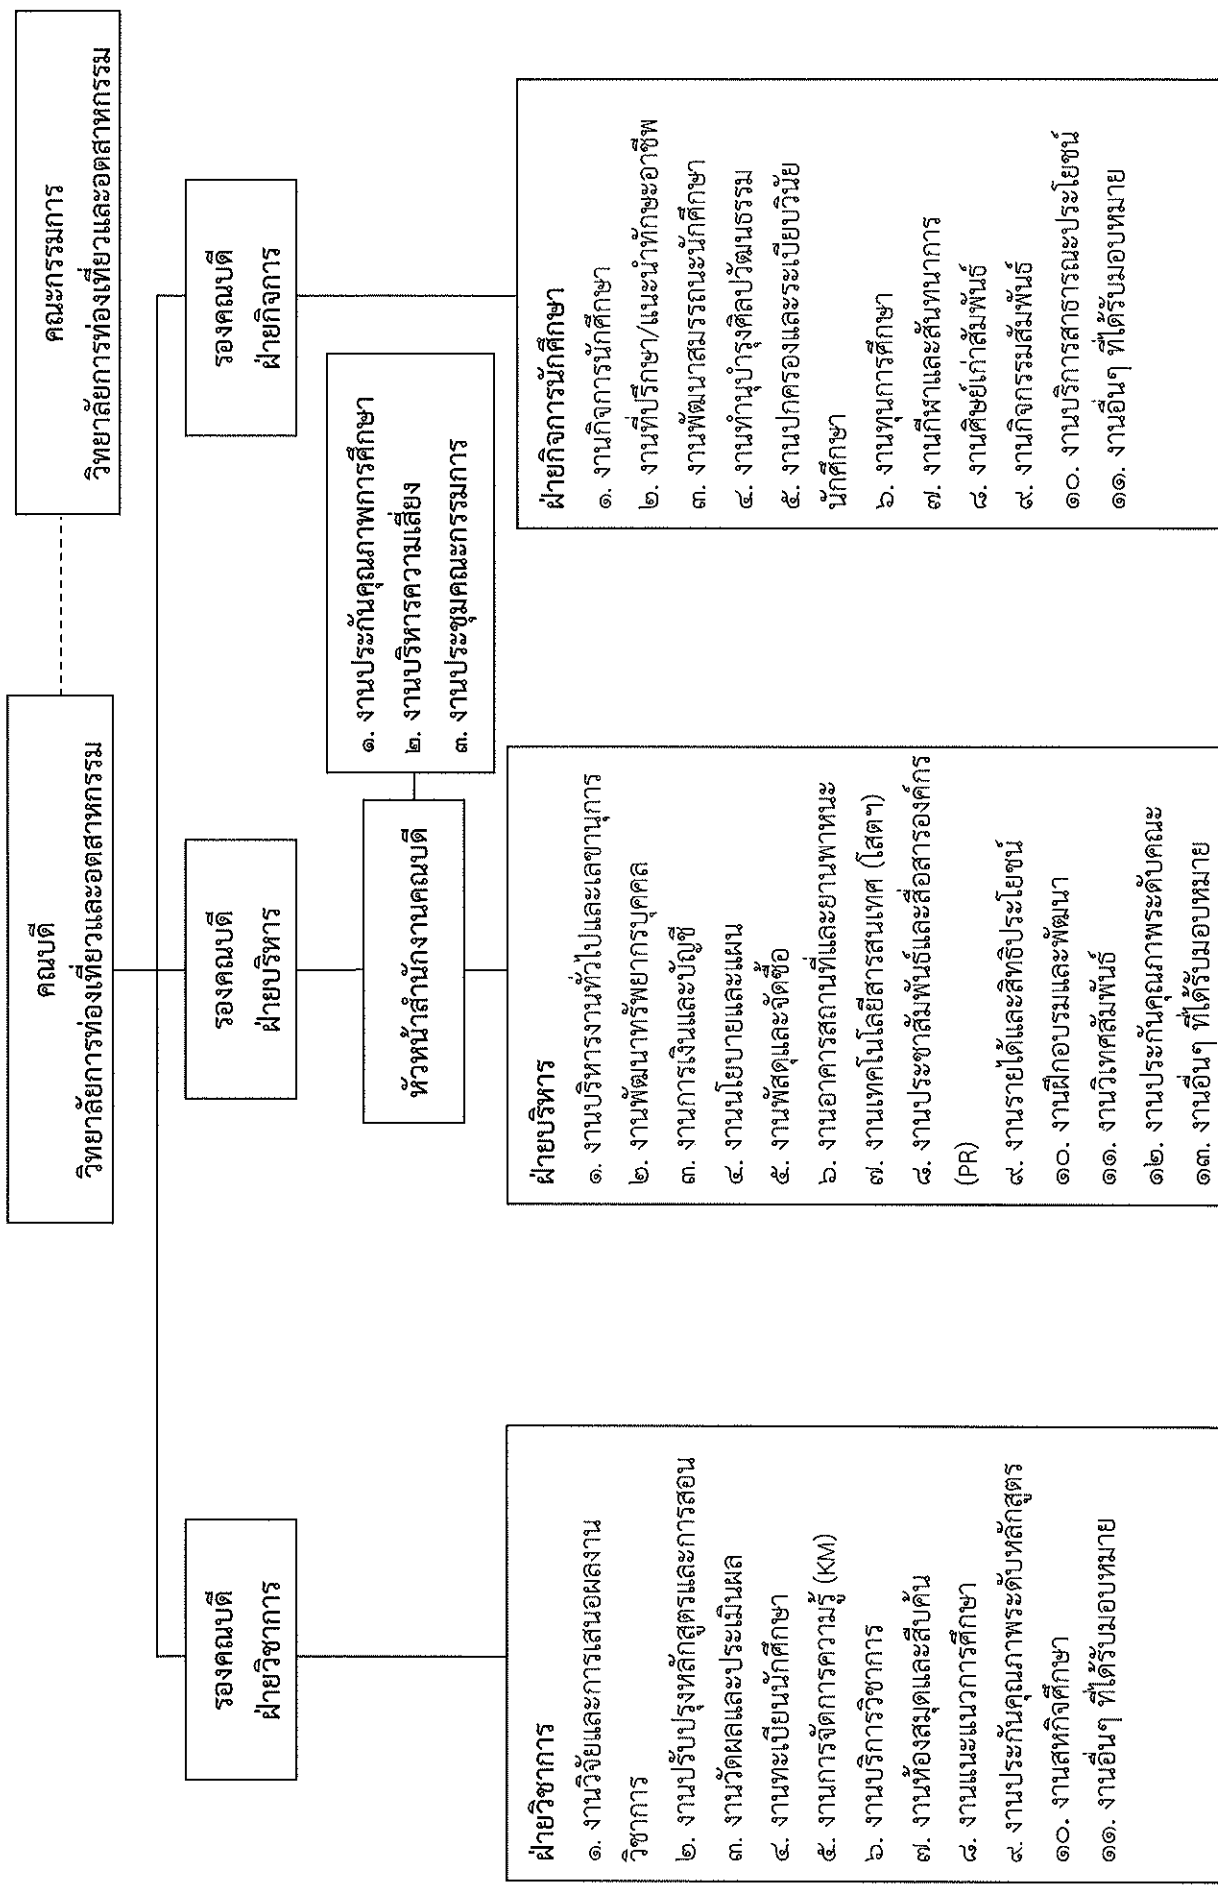 คณบดี
วิทยาลัยการท่องเที่ยวและอตสาหกรรม
คณะกรรมการ
วิทยาลัยการท่องเที่ยวและอตสาหกรรม
รองคณบดี
ฝ่ายวิชาการ
รองคณบดี
ฝ่ายบริหาร
รองคณบดี
ฝ่ายกิจการ
หัวหน้าสำนักงานคณบดี
๑. งานประกันคุณภาพการศึกษา
๒. งานบริหารความเสี่ยง
๓. งานประชุมคณะกรรมการ
ฝ่ายวิชาการ
๑. งานวิจัยและการเสนอผลงาน
วิชาการ
๒. งานปรับปรุงหลักสูตรและการสอน
๓. งานวัดผลและประเมินผล
๔. งานทะเบียนนักศึกษา
๕. งานการจัดการความรู้ (KM)
๖. งานบริการวิชาการ
๗. งานห้องสมุดและสืบค้น
๘. งานแนะแนวการศึกษา
๙. งานประกันคุณภาพระดับหลักสูตร
๑๐. งานสหกิจศึกษา
๑๑. งานอื่นๆ ที่ได้รับมอบหมาย
ฝ่ายบริหาร
๑. งานบริหารงานทั่วไปและเลขานุการ
๒. งานพัฒนาทรัพยากรบุคคล
๓. งานการเงินและบัญชี
๔. งานนโยบายและแผน
๕. งานพัสดุและจัดซื้อ
๖. งานอาคารสถานที่และยานพาหนะ
๗. งานเทคโนโลยีสารสนเทศ (โสตฯ)
๘. งานประชาสัมพันธ์และสื่อสารองค์กร
(PR)
๙. งานรายได้และสิทธิประโยชน์
๑๐. งานฝึกอบรมและพัฒนา
๑๑. งานวิเทศสัมพันธ์
๑๒. งานประกันคุณภาพระดับคณะ
๑๓. งานอื่นๆ ที่ได้รับมอบหมาย
ฝ่ายกิจการนักศึกษา
๑. งานกิจการนักศึกษา
๒. งานที่ปรึกษา/แนะนำทักษะอาชีพ
๓. งานพัฒนาสมรรถนะนักศึกษา
๔. งานทำนุบำรุงศิลปวัฒนธรรม
๕. งานปกครองและระเบียบวินัย
นักศึกษา
๖. งานทุนการศึกษา
๗. งานกีฬาและสันทนาการ
๘. งานศิษย์เก่าสัมพันธ์
๙. งานกิจกรรมสัมพันธ์
๑๐. งานบริการสาธารณะประโยชน์
๑๑. งานอื่นๆ ที่ได้รับมอบหมาย